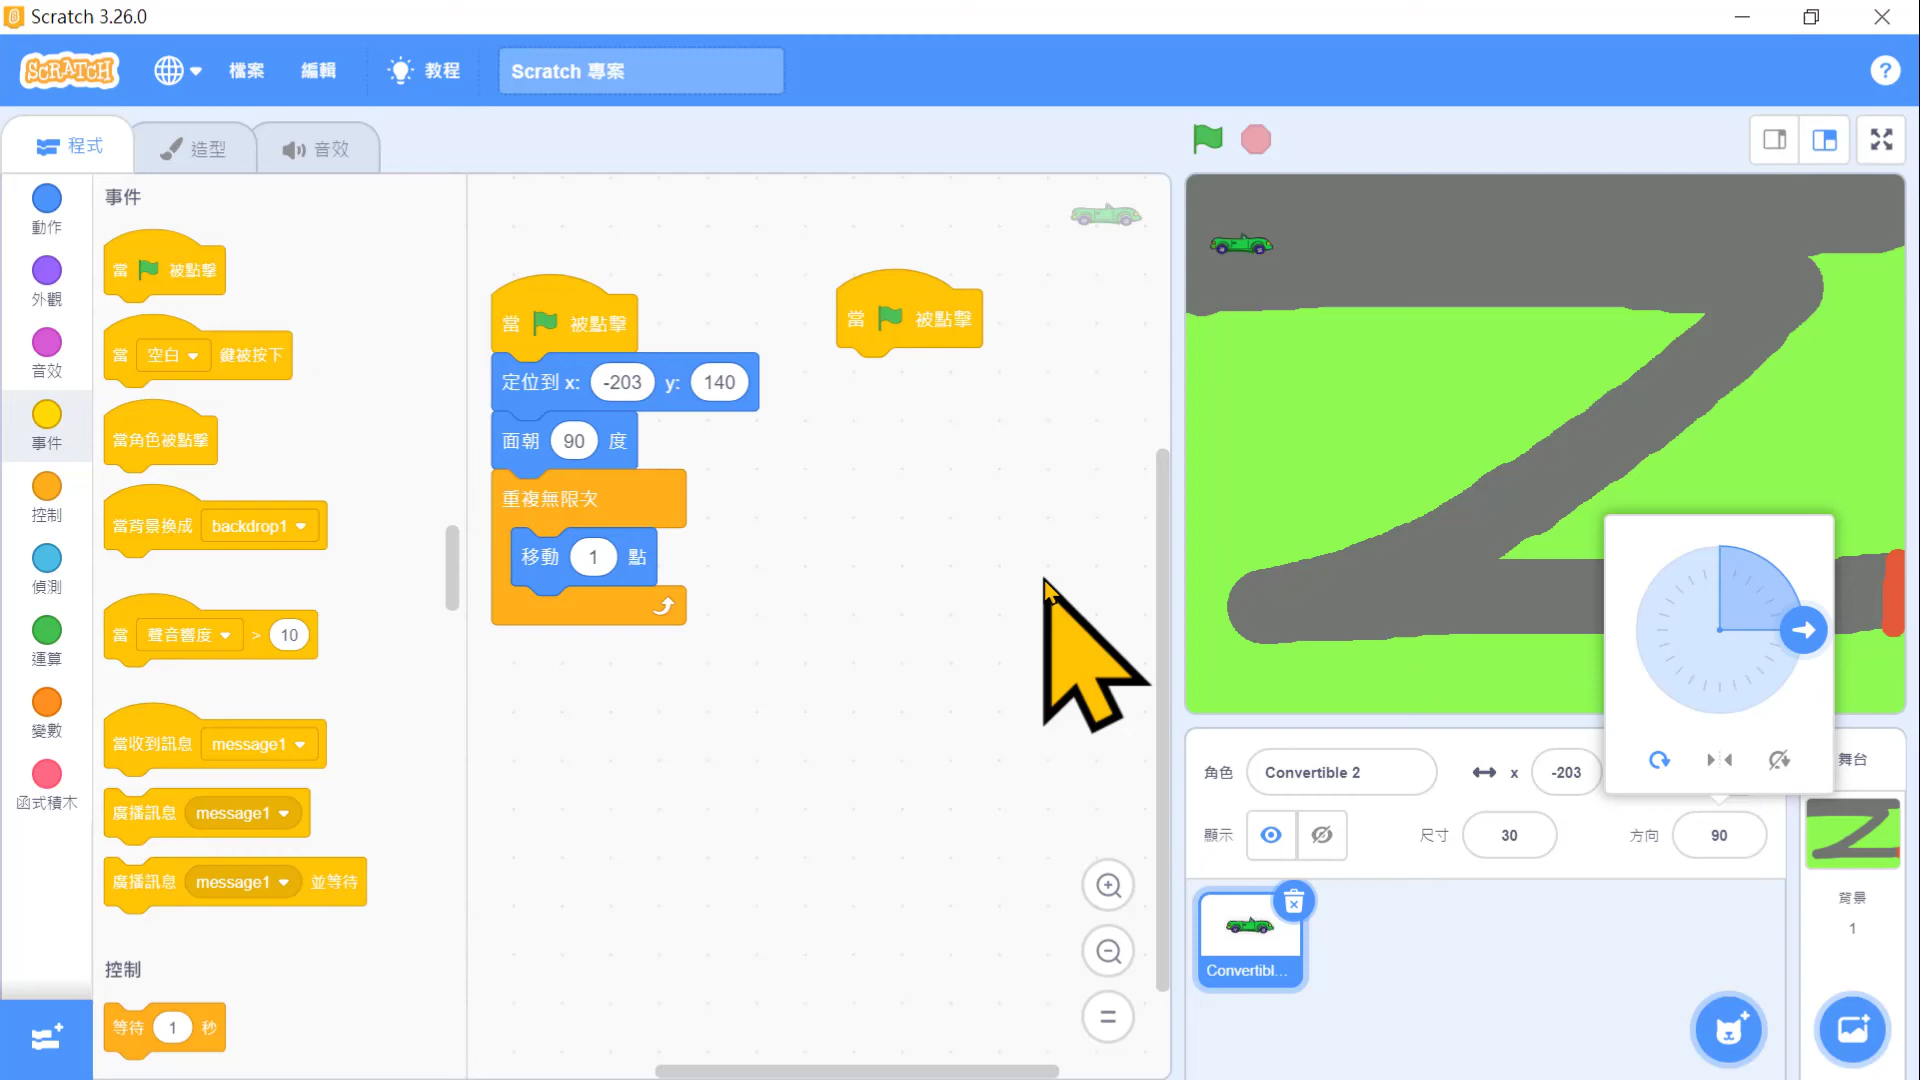 Scratch 3.26.0
SCRATCH
檔案
編輯
教程
Scratch 專案
?
程式
造型
音效
動作
外觀
音效
事件
控制
偵測
運算
變數
函式積木
事件
當 被點擊
當 空白 鍵被按下
當角色被點擊
當背景換成 backdrop1
當 聲音響度 > 10
當收到訊息 message1
廣播訊息 message1
廣播訊息 message1 並等待
控制
等待 1 秒
當 被點擊
定位到 x: -203 y: 140
面朝 90 度
重複無限次
移動 1 點
當 被點擊
角色 Convertible 2 x -203
顯示 尺寸 30 方向 90
Convertibl...
舞台
背景
1